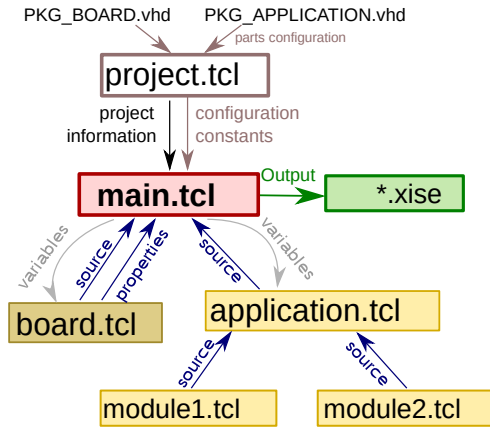 PKG_BOARD.vhd PKG_APPLICATION.vhd
parts configuration
project.tcl
project configuration
information constants
Output
main.tcl *.xise
variables source properties source variables
board.tcl application.tcl
source source
module1.tcl module2.tcl